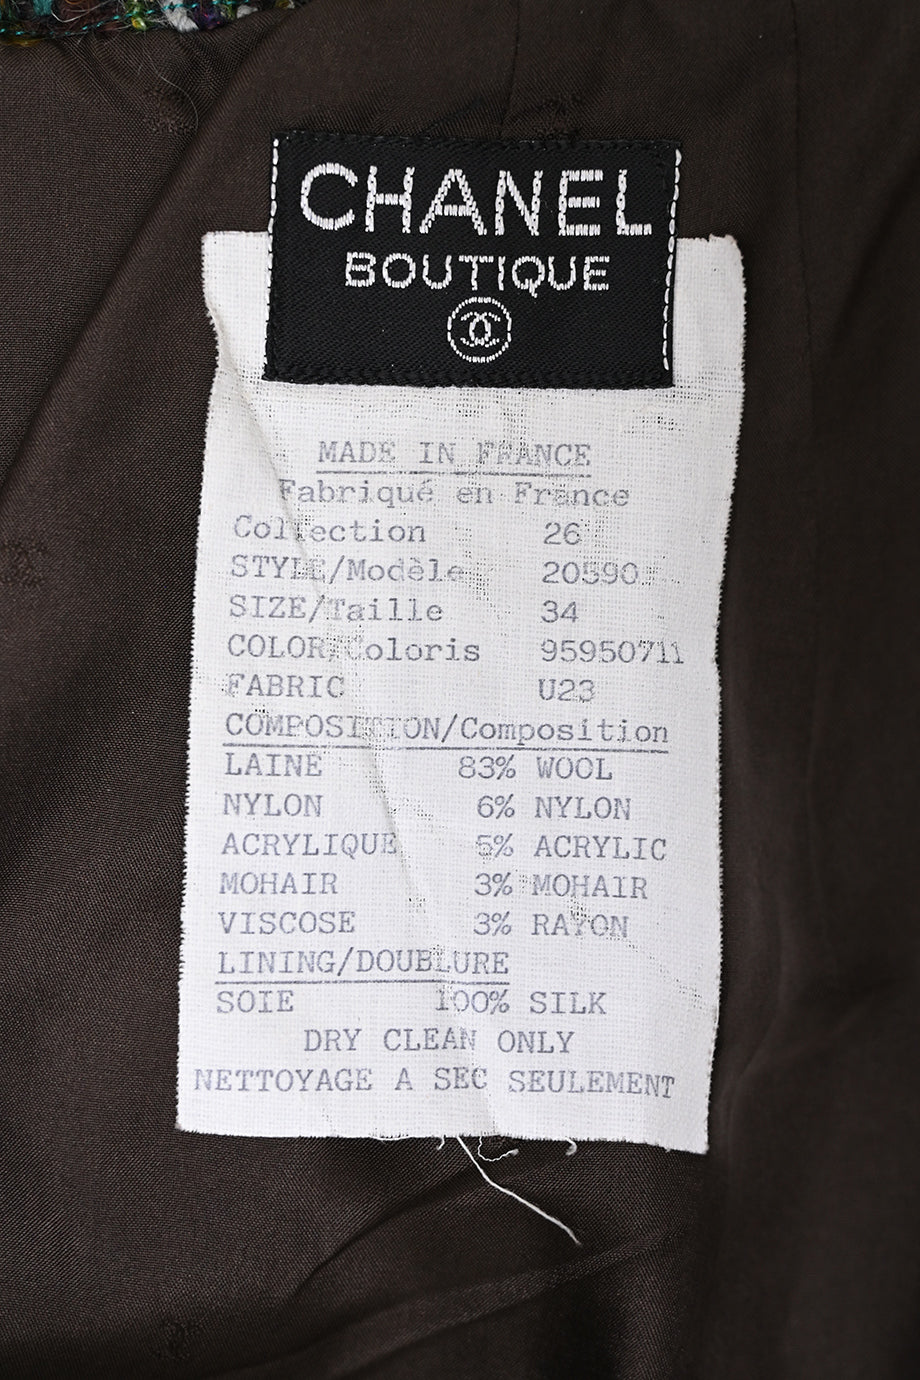 CHANEL
BOUTIQUE
MADE IN FRANCE
Fabriqué en France
Collection 26
STYLE/Modèle 20590
SIZE/Taille 34
COLOR/Coloris 95950711
FABRIC U23
COMPOSITION/Composition
LAINE 83% WOOL
NYLON 6% NYLON
ACRYLIQUE 5% ACRYLIC
MOHAIR 3% MOHAIR
VISCOSE 3% RAYON
LINING/DOUBLURE
SOIE 100% SILK
DRY CLEAN ONLY
NETTOYAGE A SEC SEULEMENT